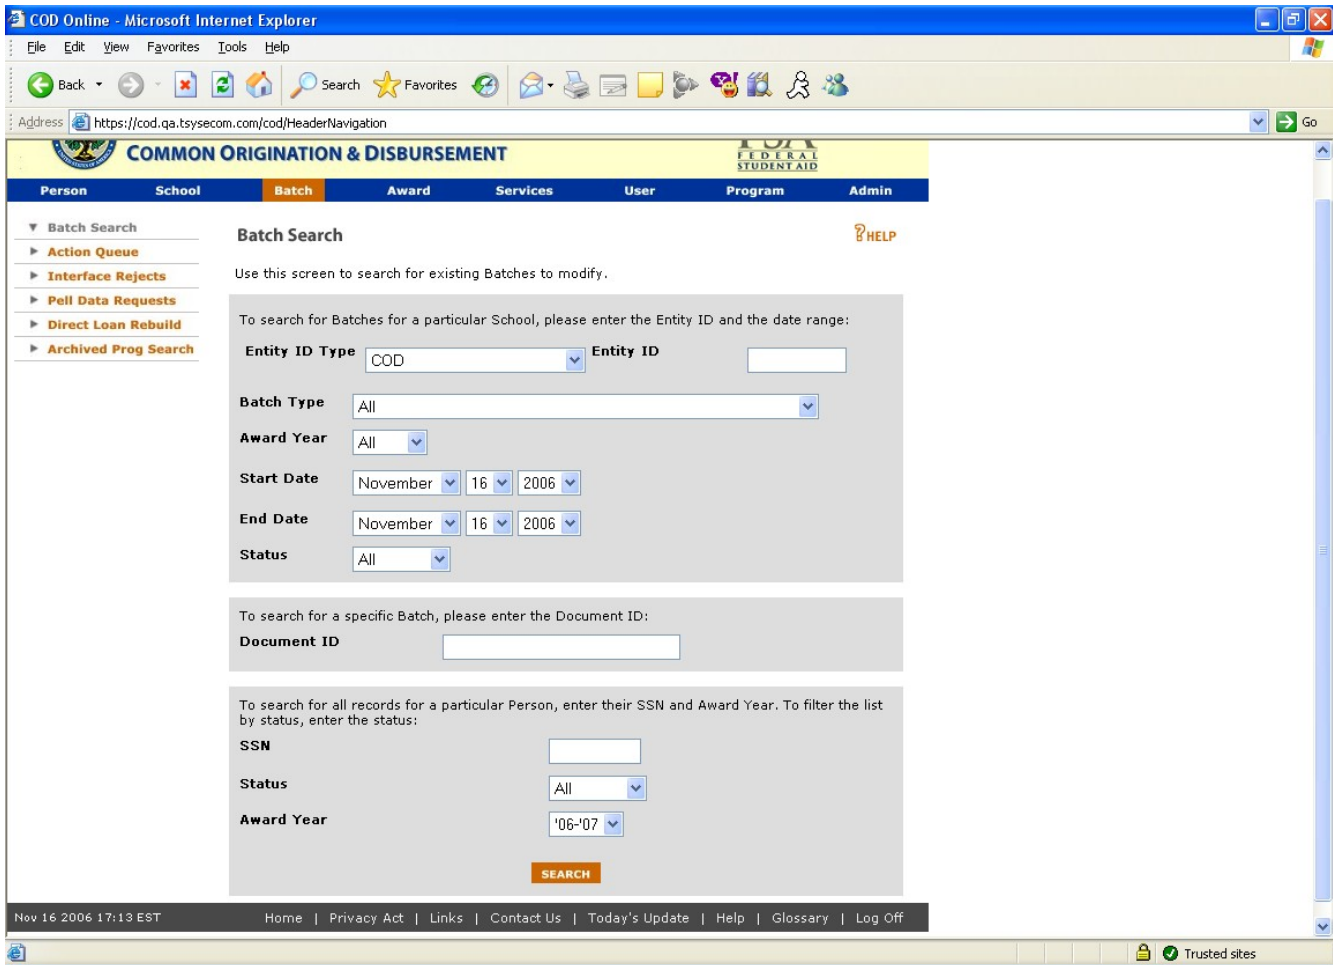 COD Online - Microsoft Internet Explorer
File Edit View Favorites Tools Help
Back Search Favorites
Address https://cod.qa.tsysecom.com/cod/HeaderNavigation Go
COMMON ORIGINATION & DISBURSEMENT
FEDERAL
STUDENT AID
Person School Batch Award Services User Program Admin
Batch Search
Action Queue
Interface Rejects
Pell Data Requests
Direct Loan Rebuild
Archived Prog Search
Batch Search
HELP
Use this screen to search for existing Batches to modify.
To search for Batches for a particular School, please enter the Entity ID and the date range:
Entity ID Type COD Entity ID
Batch Type All
Award Year All
Start Date November 16 2006
End Date November 16 2006
Status All
To search for a specific Batch, please enter the Document ID:
Document ID
To search for all records for a particular Person, enter their SSN and Award Year. To filter the list
by status, enter the status:
SSN
Status All
Award Year '06-'07
SEARCH
Nov 16 2006 17:13 EST Home | Privacy Act | Links | Contact Us | Today's Update | Help | Glossary | Log Off
Trusted sites